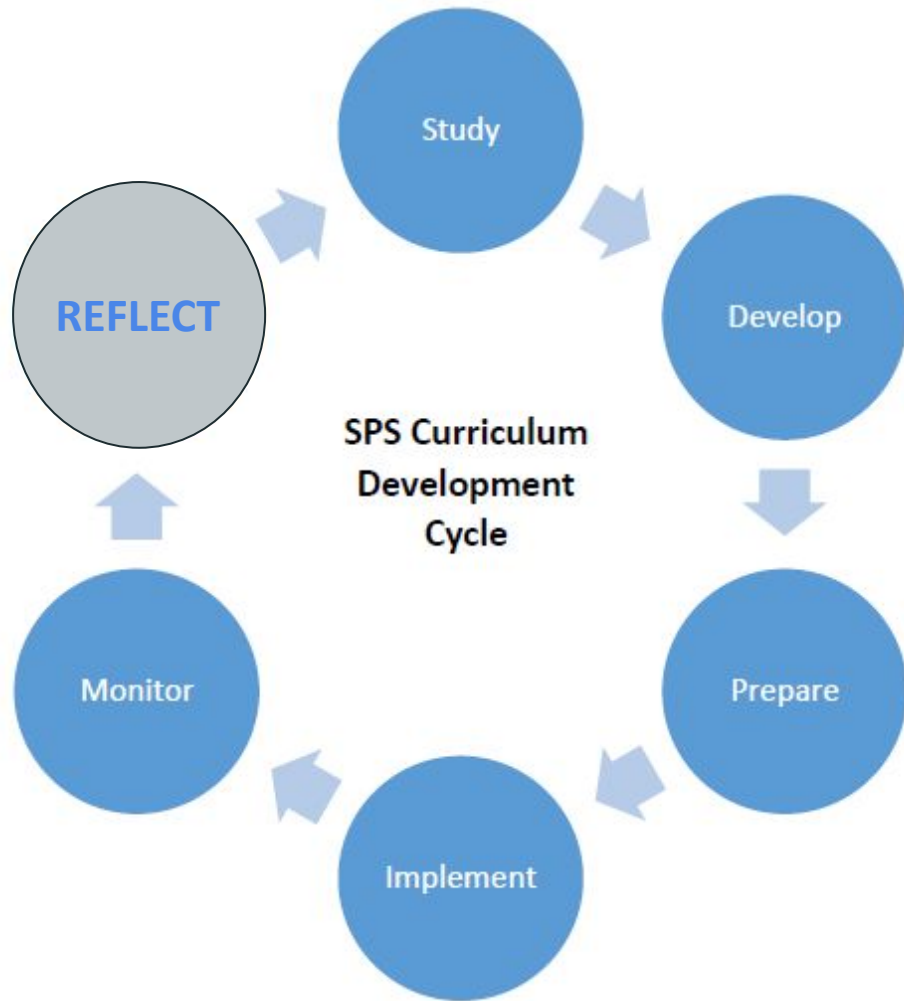 Study
REFLECT
Develop
SPS Curriculum
Development
Cycle
Monitor
Prepare
Implement